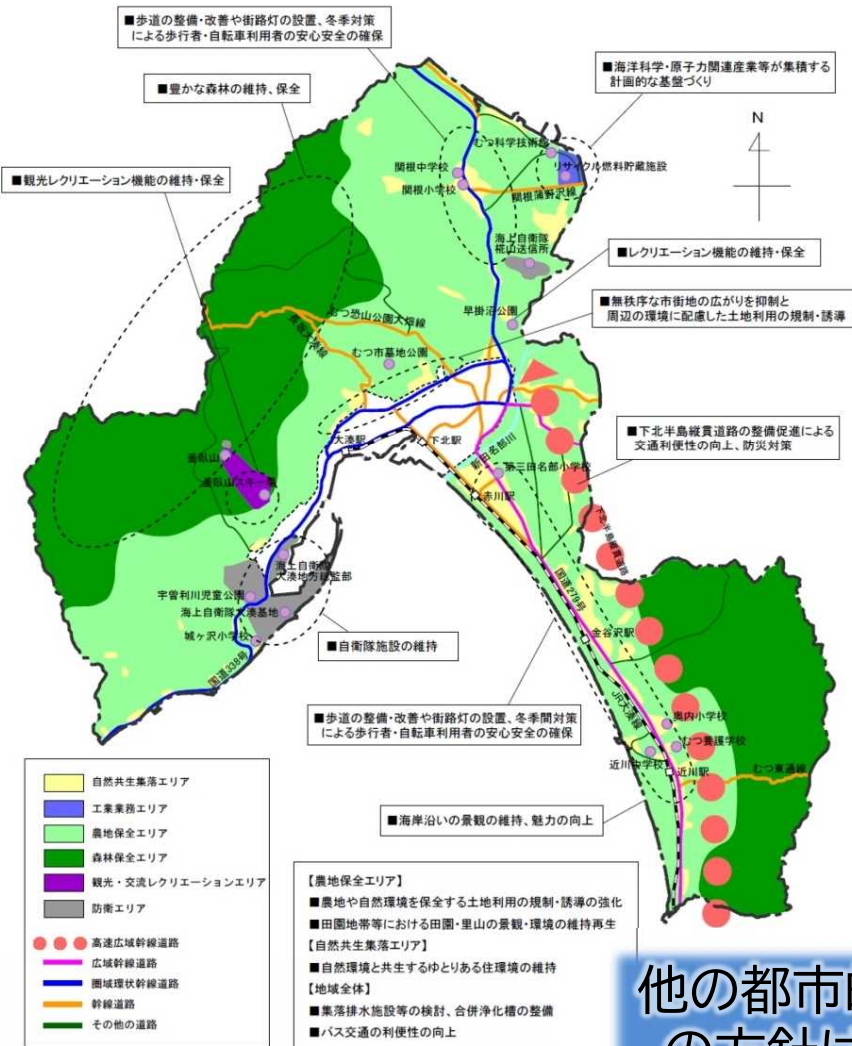 ■歩道の整備・改善や街路灯の設置、冬季対策
による歩行者・自転車利用者の安心安全の確保
■海洋科学・原子力関連産業等が集積する
計画的な基盤づくり
■豊かな森林の維持、保全
N
むつ科学技術館
■観光レクリエーション機能の維持・保全
関根中学校
リサイクル燃料貯蔵施設
関根小学校
関根蒲野沢線
海上自衛隊
樺山送信所
■レクリエーション機能の維持・保全
■無秩序な市街地の広がりを抑制と
周辺の環境に配慮した土地利用の規制・誘導
早掛沼公園
むつ恐山公園大畑線
むつ市墓地公園
■下北半島縦貫道路の整備促進による
交通利便性の向上、防災対策
大湊駅
下北駅
新田名部川
第三田名部小学校
釜臥山
釜臥山スキー場
赤川駅
下北半島縦貫道路
海上自衛隊
大湊地方総監部
国道279号
宇曽利川児童公園
海上自衛隊大湊基地
城ヶ沢小学校
金谷沢駅
■自衛隊施設の維持
国道338号
JR大湊線
■歩道の整備・改善や街路灯の設置、冬季間対策
による歩行者・自転車利用者の安心安全の確保
奥内小学校
むつ養護学校
近川中学校
近川駅
むつ東通線
■海岸沿いの景観の維持、魅力の向上
自然共生集落エリア
工業業務エリア
農地保全エリア
森林保全エリア
観光・交流レクリエーションエリア
防衛エリア
高速広域幹線道路
広域幹線道路
圏域環状幹線道路
幹線道路
その他の道路
【農地保全エリア】
■農地や自然環境を保全する土地利用の規制・誘導の強化
■田園地帯等における田園・里山の景観・環境の維持再生
【自然共生集落エリア】
■自然環境と共生するゆとりある住環境の維持
【地域全体】
■集落排水施設等の検討、合併浄化槽の整備
■バス交通の利便性の向上
他の都市
の方針に